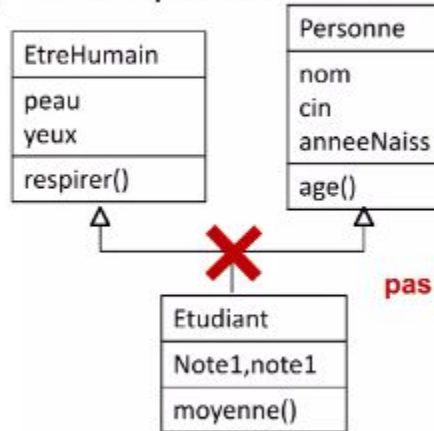 EtreHumain
peau
yeux
respirer()
Personne
nom
cin
anneeNaiss
age()
pas
Etudiant
Note1,note1
moyenne()